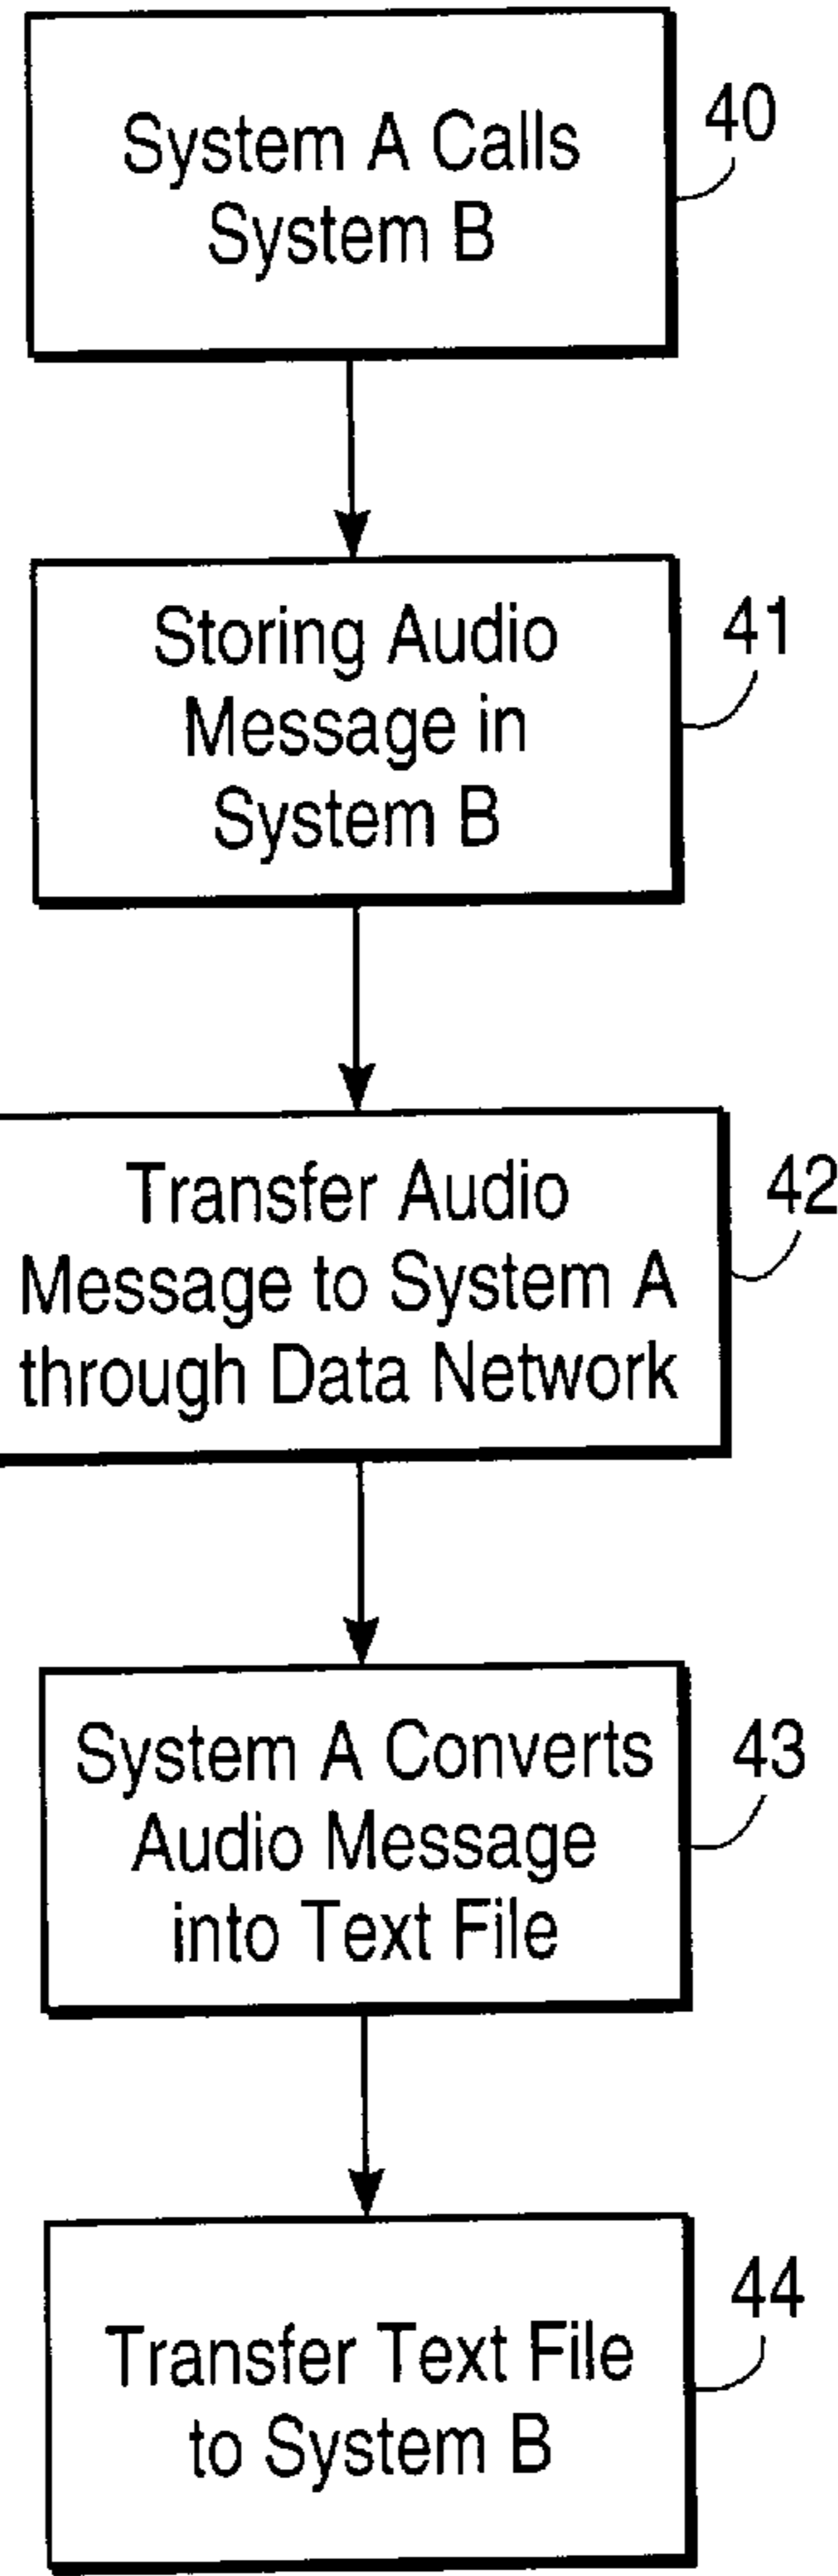 System A Calls
System B
40
Storing Audio
Message in
System B
41
Transfer Audio
Message to System A
through Data Network
42
System A Converts
Audio Message
into Text File
43
Transfer Text File
to System B
44